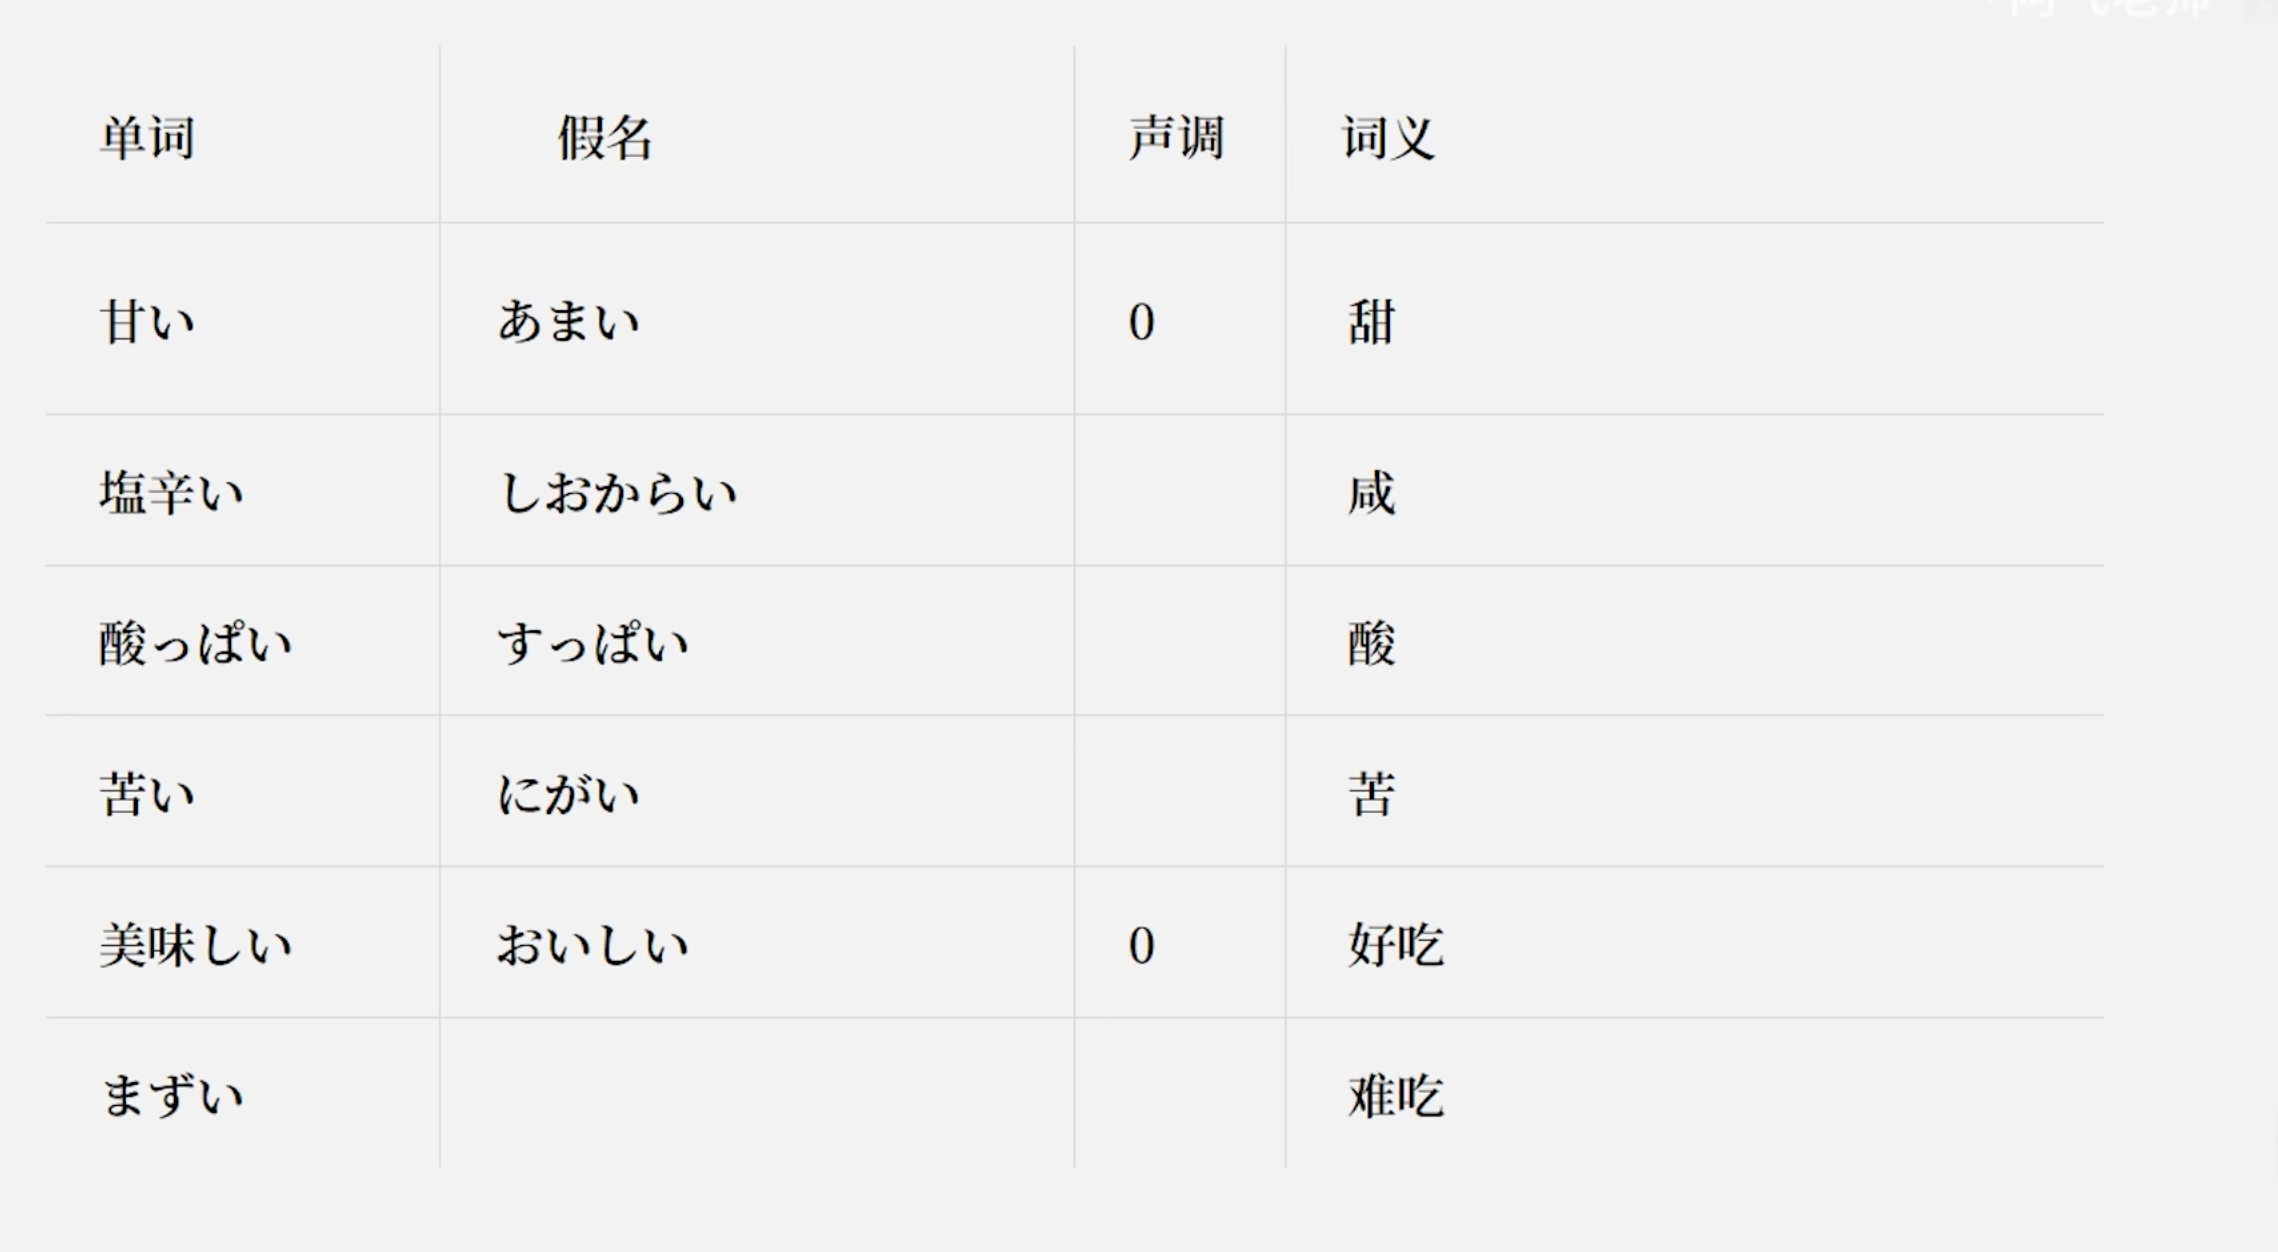 单词 假名 声调 词义
甘い あまい 0 甜
塩辛い しおからい 咸
酸っぱい すっぱい 酸
苦い にがい 苦
美味しい おいしい 0 好吃
まずい 难吃